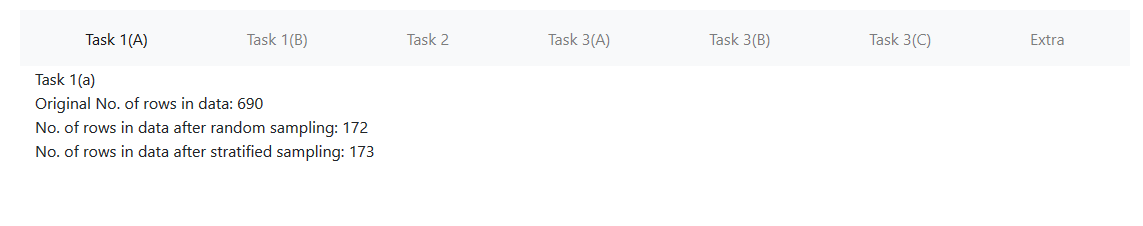 Task 1(A) Task 1(B) Task 2 Task 3(A) Task 3(B) Task 3(C) Extra
Task 1(a)
Original No. of rows in data: 690
No. of rows in data after random sampling: 172
No. of rows in data after stratified sampling: 173